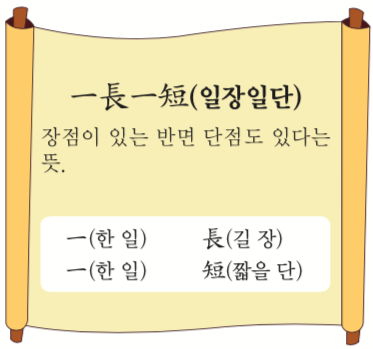 一長一短(일장일단)
장점이 있는 반면 단점도 있다는
뜻.
一(한 일) 長(길 장)
一(한 일) 短(짧을 단)